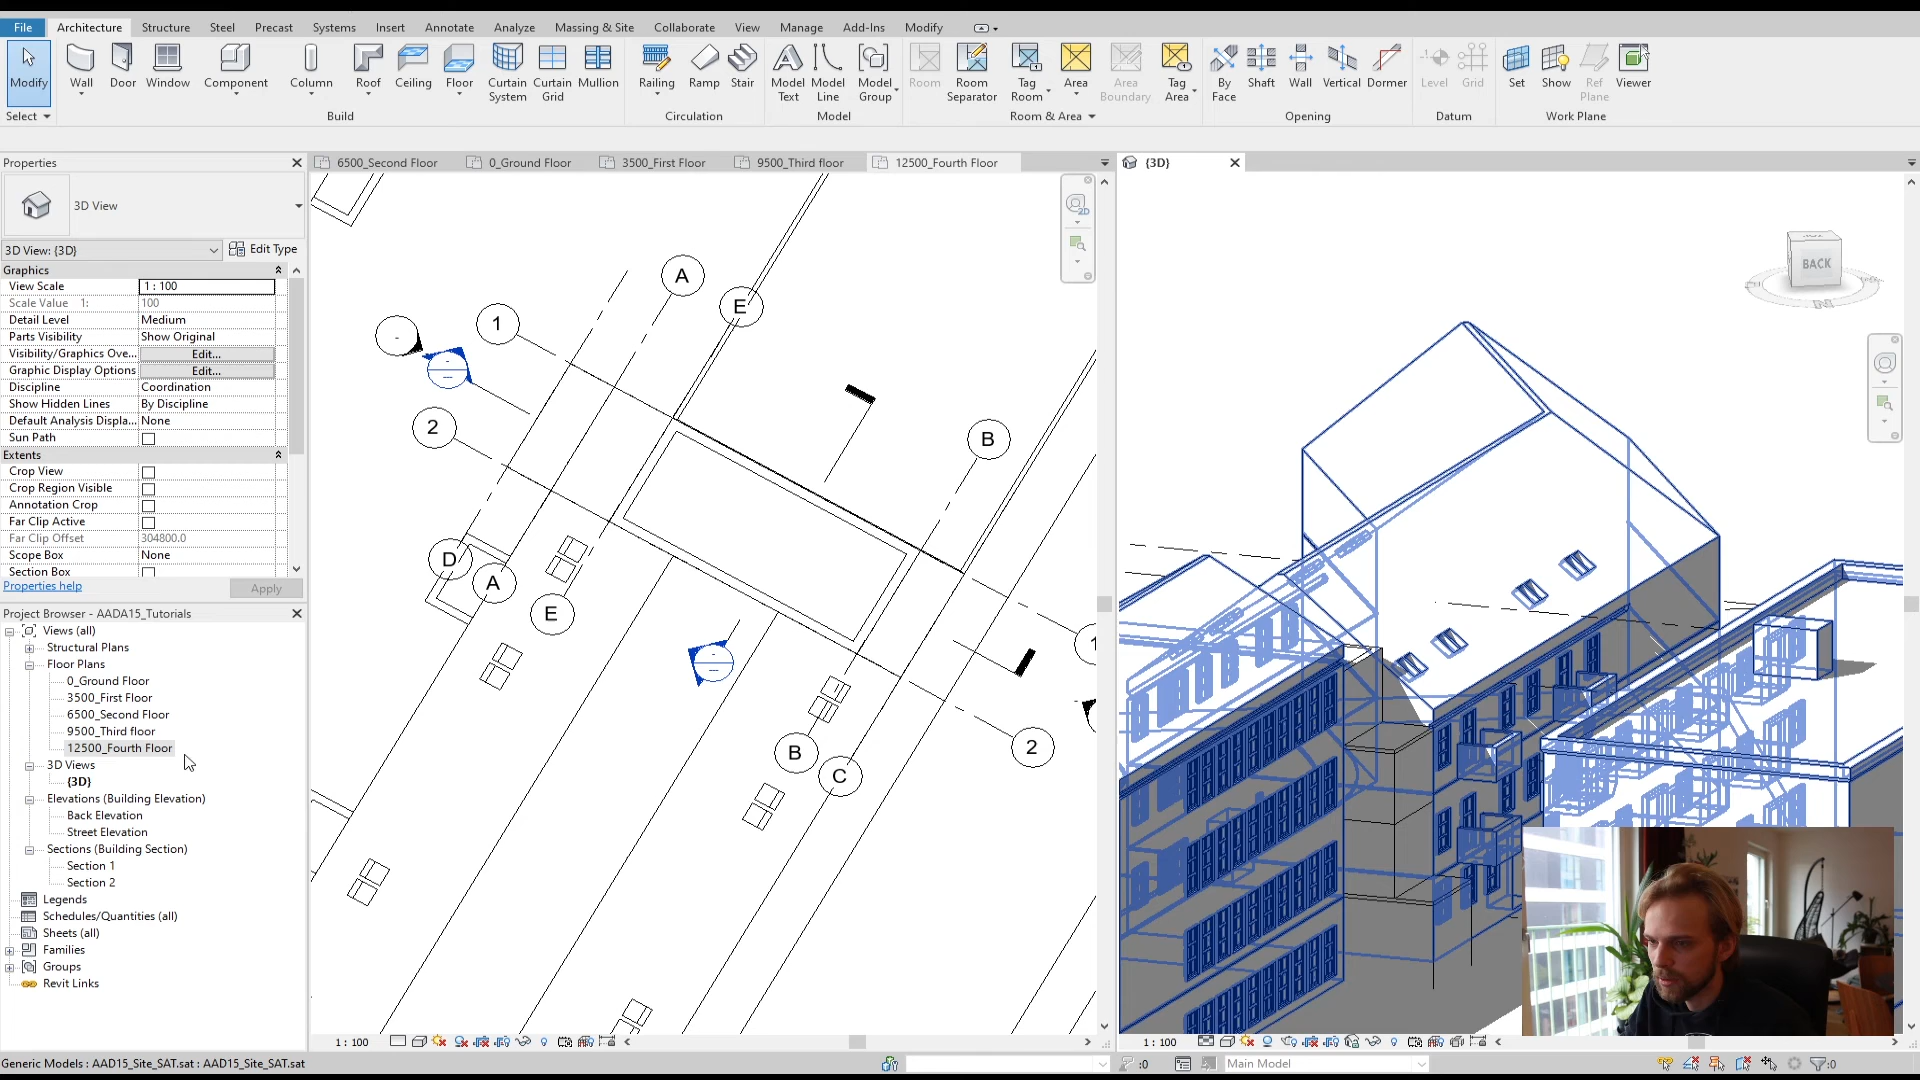 File Architecture Structure Steel Precast Systems Insert Annotate Analyze Massing & Site Collaborate View Manage Add-Ins Modify
Modify Wall Door Window Component Column Roof Ceiling Floor Curtain System Curtain Grid Mullion Railing Ramp Stair Model Text Model Line Model Group Room Room Separator Tag Room Area Area Boundary Tag Area By Face Shaft Wall Vertical Dormer Level Grid Set Show Ref Plane Viewer
Select Build Circulation Model Room & Area Opening Datum Work Plane
Properties
6500_Second Floor 0_Ground Floor 3500_First Floor 9500_Third floor 12500_Fourth Floor {3D}
3D View
3D View: {3D} Edit Type
Graphics
View Scale 1 : 100
Scale Value 1: 100
Detail Level Medium
Parts Visibility Show Original
Visibility/Graphics Ove... Edit...
Graphic Display Options Edit...
Discipline Coordination
Show Hidden Lines By Discipline
Default Analysis Displa... None
Sun Path
Extents
Crop View
Crop Region Visible
Annotation Crop
Far Clip Active
Far Clip Offset 304800.0
Scope Box None
Section Box
Properties help Apply
Project Browser - AADA15_Tutorials
Views (all)
Structural Plans
Floor Plans
0_Ground Floor
3500_First Floor
6500_Second Floor
9500_Third floor
12500_Fourth Floor
3D Views
{3D}
Elevations (Building Elevation)
Back Elevation
Street Elevation
Sections (Building Section)
Section 1
Section 2
Legends
Schedules/Quantities (all)
Sheets (all)
Families
Groups
Revit Links
2D
A
E
1
2
B
D
A
E
1
2
B
C
BACK
N
1 : 100
1 : 100
Generic Models : AAD15_Site_SAT.sat : AAD15_Site_SAT.sat
:0
Main Model
:0